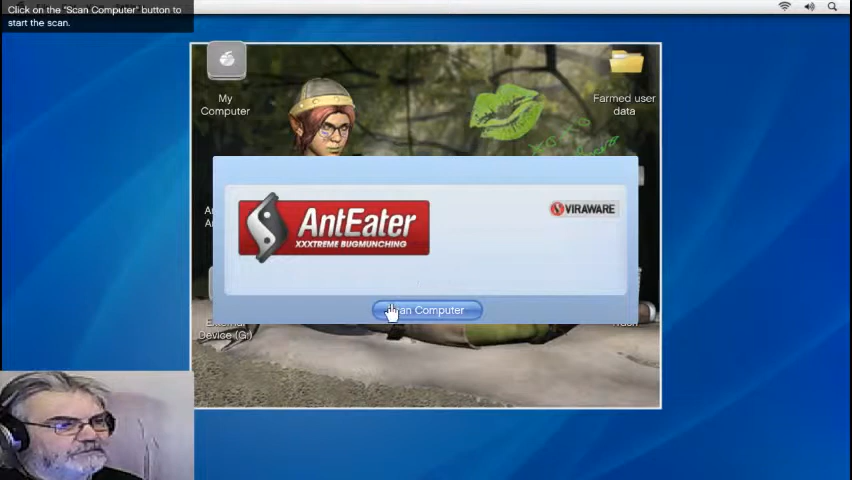 Click on the "Scan Computer" button to
start the scan.
My
Computer
Farmed user
data
AntEater
XXXTREME BUGMUNCHING
VIRAWARE
Scan Computer
Device (G:)